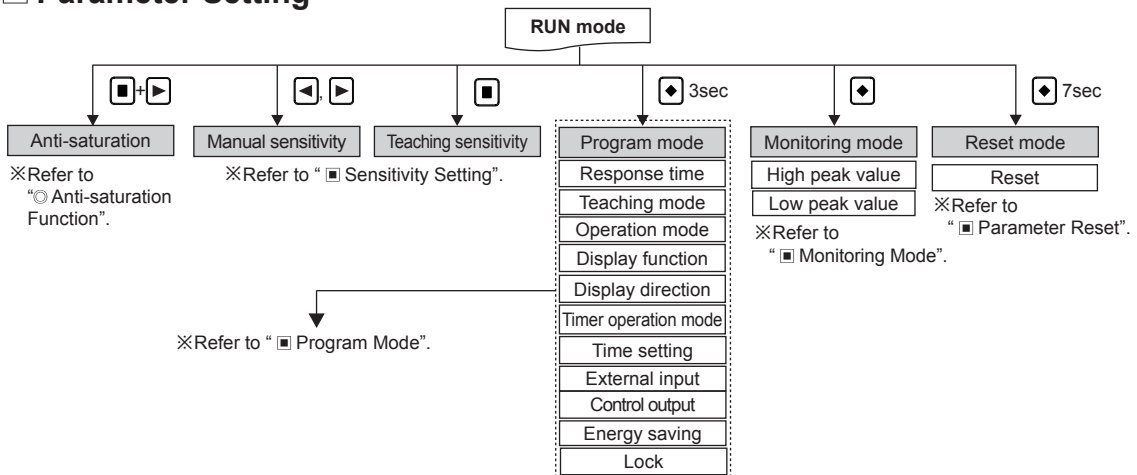 Parameter Setting
RUN mode
■+▶
◀, ▶
■
◆ 3sec
◆
◆ 7sec
Anti-saturation
※Refer to
“◎ Anti-saturation
Function”.
Manual sensitivity
Teaching sensitivity
※Refer to “ ▣ Sensitivity Setting”.
Program mode
Response time
Teaching mode
Operation mode
Display function
Display direction
Timer operation mode
Time setting
External input
Control output
Energy saving
Lock
※Refer to “ ▣ Program Mode”.
Monitoring mode
High peak value
Low peak value
※Refer to
“ ▣ Monitoring Mode”.
Reset mode
Reset
※Refer to
“ ▣ Parameter Reset”.